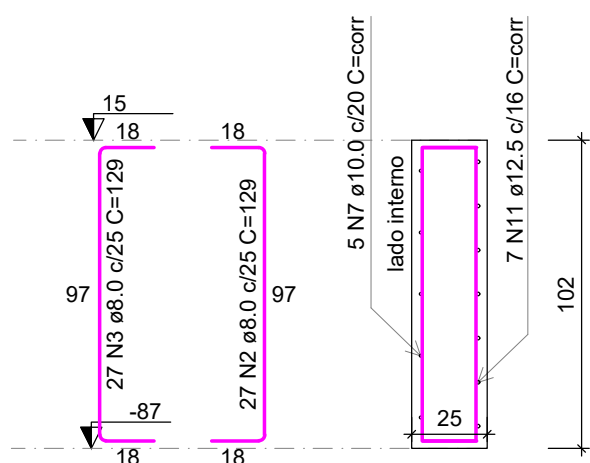 15
18
18
27 N3 ø8.0 c/25 C=129
97
27 N2 ø8.0 c/25 C=129
97
-87
18
18
5 N7 ø10.0 c/20 C=corr
lado interno
7 N11 ø12.5 c/16 C=corr
25
102